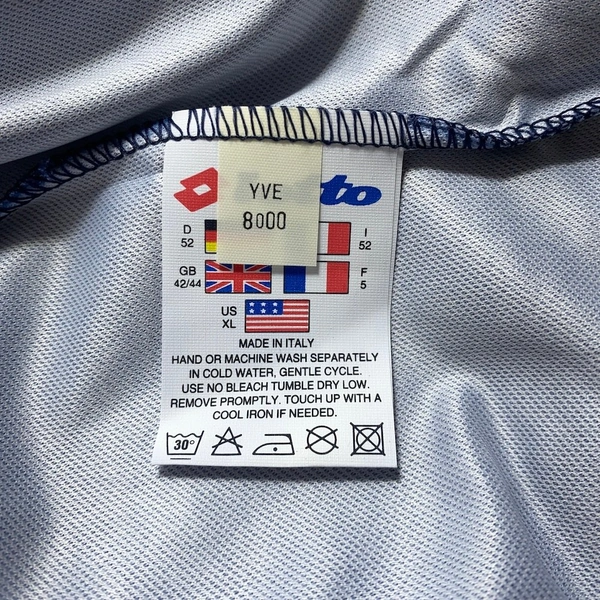 YVE
8000
D
52
I
52
GB
42/44
F
5
US
XL
MADE IN ITALY
HAND OR MACHINE WASH SEPARATELY
IN COLD WATER, GENTLE CYCLE.
USE NO BLEACH TUMBLE DRY LOW.
REMOVE PROMPTLY. TOUCH UP WITH A
COOL IRON IF NEEDED.
30°